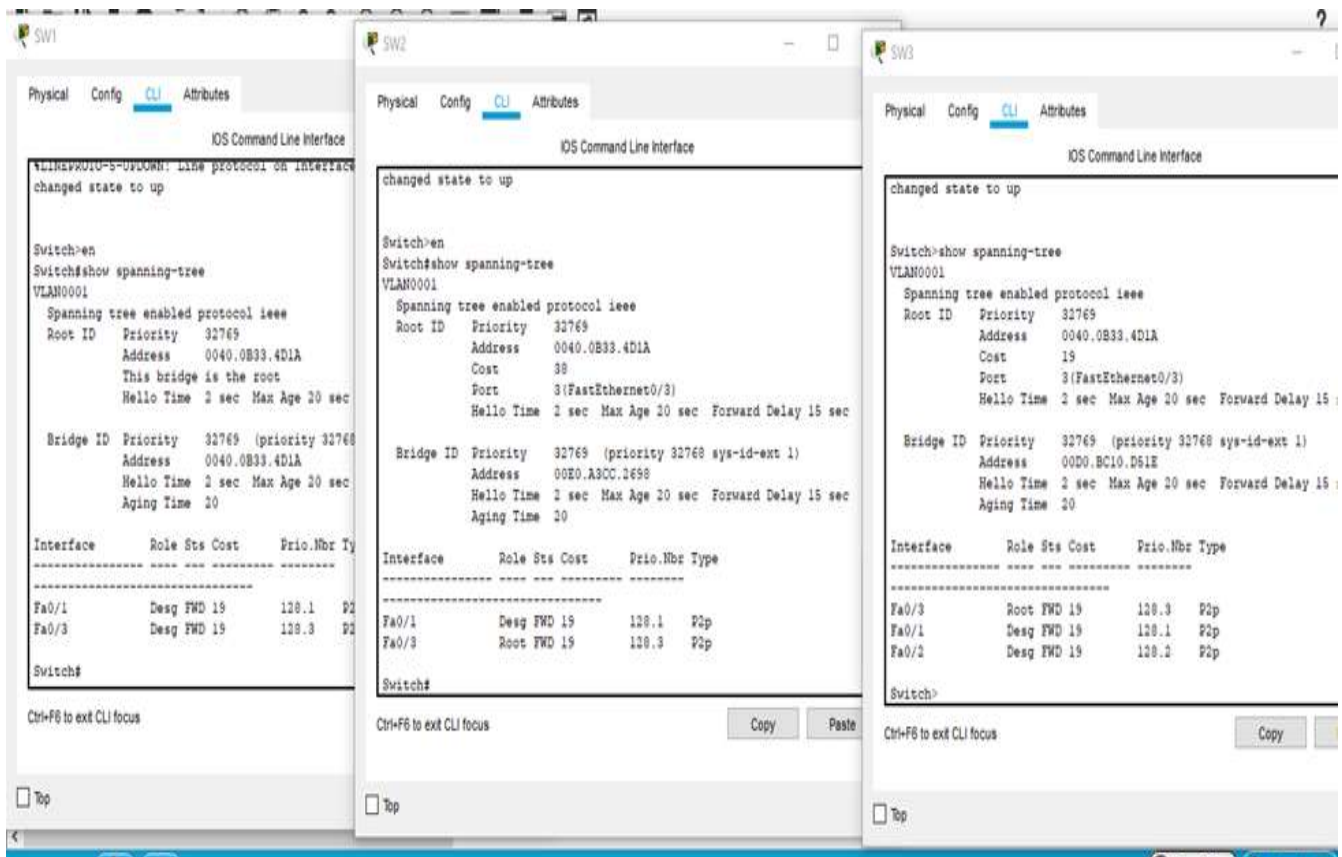 ?
SW1
Physical Config CLI Attributes
IOS Command Line Interface
%LINEPROTO-5-UPDOWN: Line protocol on Interface
changed state to up
Switch>en
Switch#show spanning-tree
VLAN0001
Spanning tree enabled protocol ieee
Root ID Priority 32769
Address 0040.0B33.4D1A
This bridge is the root
Hello Time 2 sec Max Age 20 sec
Bridge ID Priority 32769 (priority 32768
Address 0040.0B33.4D1A
Hello Time 2 sec Max Age 20 sec
Aging Time 20
Interface Role Sts Cost Prio.Nbr Ty
---------------- ---- --- --------- --------
--------------------------------
Fa0/1 Desg FWD 19 128.1 P2
Fa0/3 Desg FWD 19 128.3 P2
Switch#
Ctrl+F6 to exit CLI focus
Top
SW2
Physical Config CLI Attributes
IOS Command Line Interface
changed state to up
Switch>en
Switch#show spanning-tree
VLAN0001
Spanning tree enabled protocol ieee
Root ID Priority 32769
Address 0040.0B33.4D1A
Cost 38
Port 3(FastEthernet0/3)
Hello Time 2 sec Max Age 20 sec Forward Delay 15 sec
Bridge ID Priority 32769 (priority 32768 sys-id-ext 1)
Address 00E0.A3CC.2698
Hello Time 2 sec Max Age 20 sec Forward Delay 15 sec
Aging Time 20
Interface Role Sts Cost Prio.Nbr Type
---------------- ---- --- --------- --------
--------------------------------
Fa0/1 Desg FWD 19 128.1 P2p
Fa0/3 Root FWD 19 128.3 P2p
Switch#
Ctrl+F6 to exit CLI focus
Copy Paste
Top
SW3
Physical Config CLI Attributes
IOS Command Line Interface
changed state to up
Switch>show spanning-tree
VLAN0001
Spanning tree enabled protocol ieee
Root ID Priority 32769
Address 0040.0B33.4D1A
Cost 19
Port 3(FastEthernet0/3)
Hello Time 2 sec Max Age 20 sec Forward Delay 15
Bridge ID Priority 32769 (priority 32768 sys-id-ext 1)
Address 00D0.BC10.D51E
Hello Time 2 sec Max Age 20 sec Forward Delay 15
Aging Time 20
Interface Role Sts Cost Prio.Nbr Type
---------------- ---- --- --------- --------
--------------------------------
Fa0/3 Root FWD 19 128.3 P2p
Fa0/1 Desg FWD 19 128.1 P2p
Fa0/2 Desg FWD 19 128.2 P2p
Switch>
Ctrl+F6 to exit CLI focus
Copy
Top